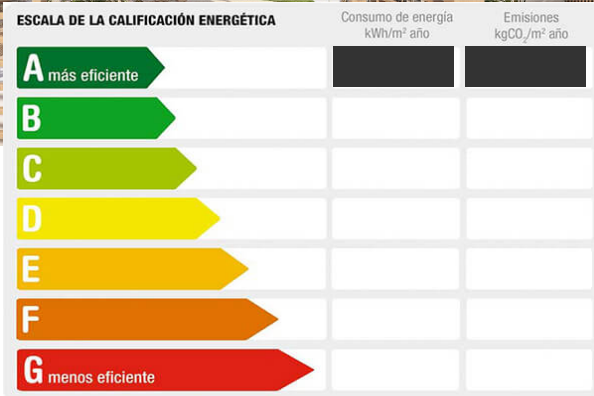 ESCALA DE LA CALIFICACIÓN ENERGÉTICA
Consumo de energía
kWh/m² año
Emisiones
kgCO₂/m² año
A más eficiente
B
C
D
E
F
G menos eficiente